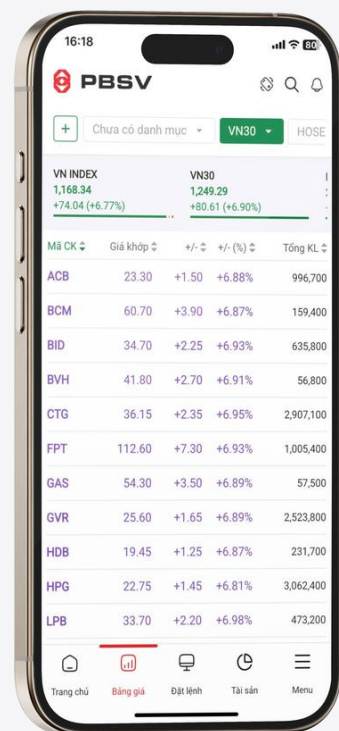 16:18
80
PBSV
+ Chưa có danh mục VN30 HOSE
VN INDEX VN30
1,168.34 1,249.29
+74.04 (+6.77%) +80.61 (+6.90%)
Mã CK Giá khớp +/- +/- (%) Tổng KL
ACB 23.30 +1.50 +6.88% 996,700
BCM 60.70 +3.90 +6.87% 159,400
BID 34.70 +2.25 +6.93% 635,800
BVH 41.80 +2.70 +6.91% 56,800
CTG 36.15 +2.35 +6.95% 2,907,100
FPT 112.60 +7.30 +6.93% 1,005,400
GAS 54.30 +3.50 +6.89% 57,500
GVR 25.60 +1.65 +6.89% 2,523,800
HDB 19.45 +1.25 +6.87% 231,700
HPG 22.75 +1.45 +6.81% 3,062,400
LPB 33.70 +2.20 +6.98% 473,200
Trang chủ Bảng giá Đặt lệnh Tài sản Menu